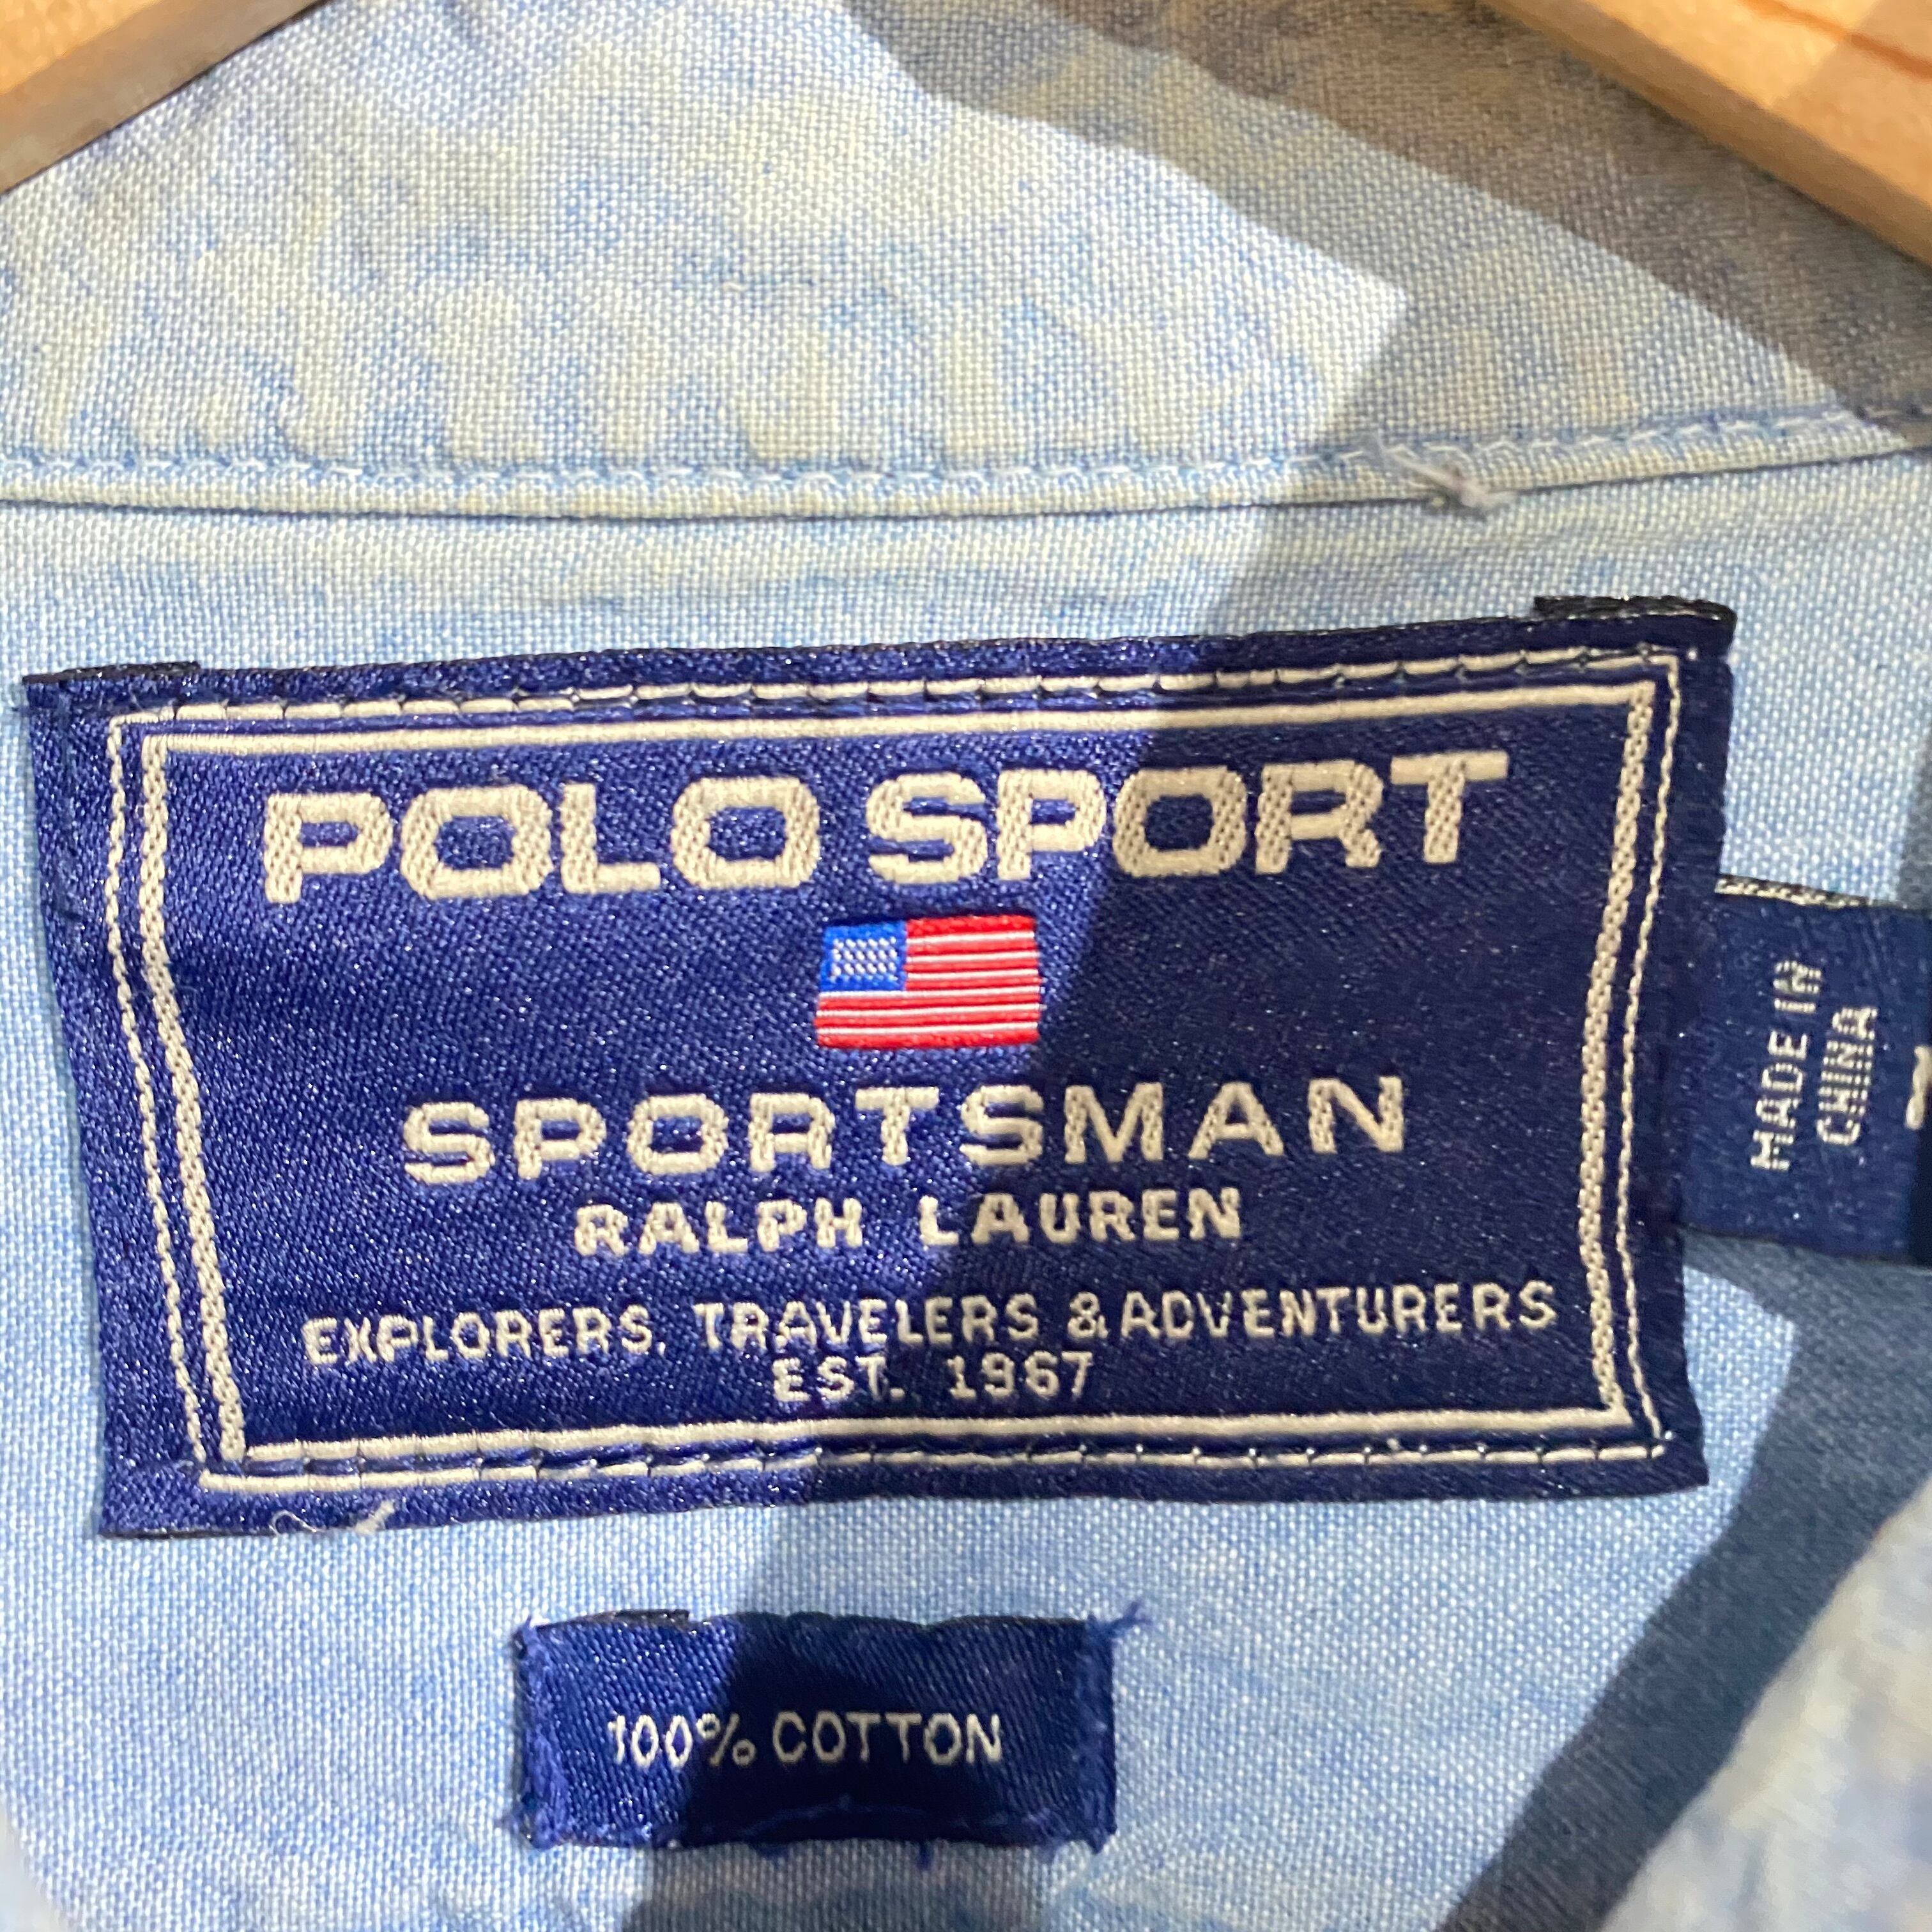 POLO SPORT
SPORTSMAN
RALPH LAUREN
EXPLORERS, TRAVELERS & ADVENTURERS
EST. 1967
MADE IN
CHINA
100% COTTON